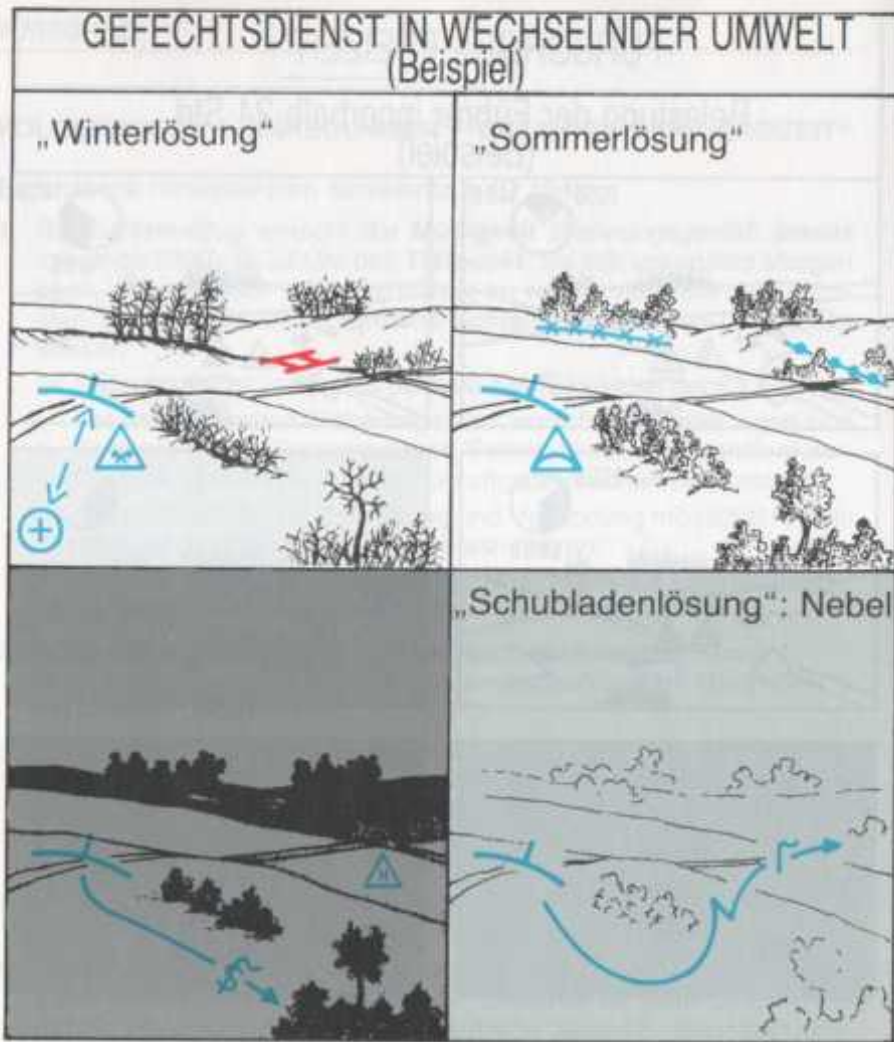 GEFECHTSDIENST IN WECHSELNDER UMWELT
(Beispiel)
„Winterlösung“
„Sommerlösung“
„Schubladenlösung“: Nebel